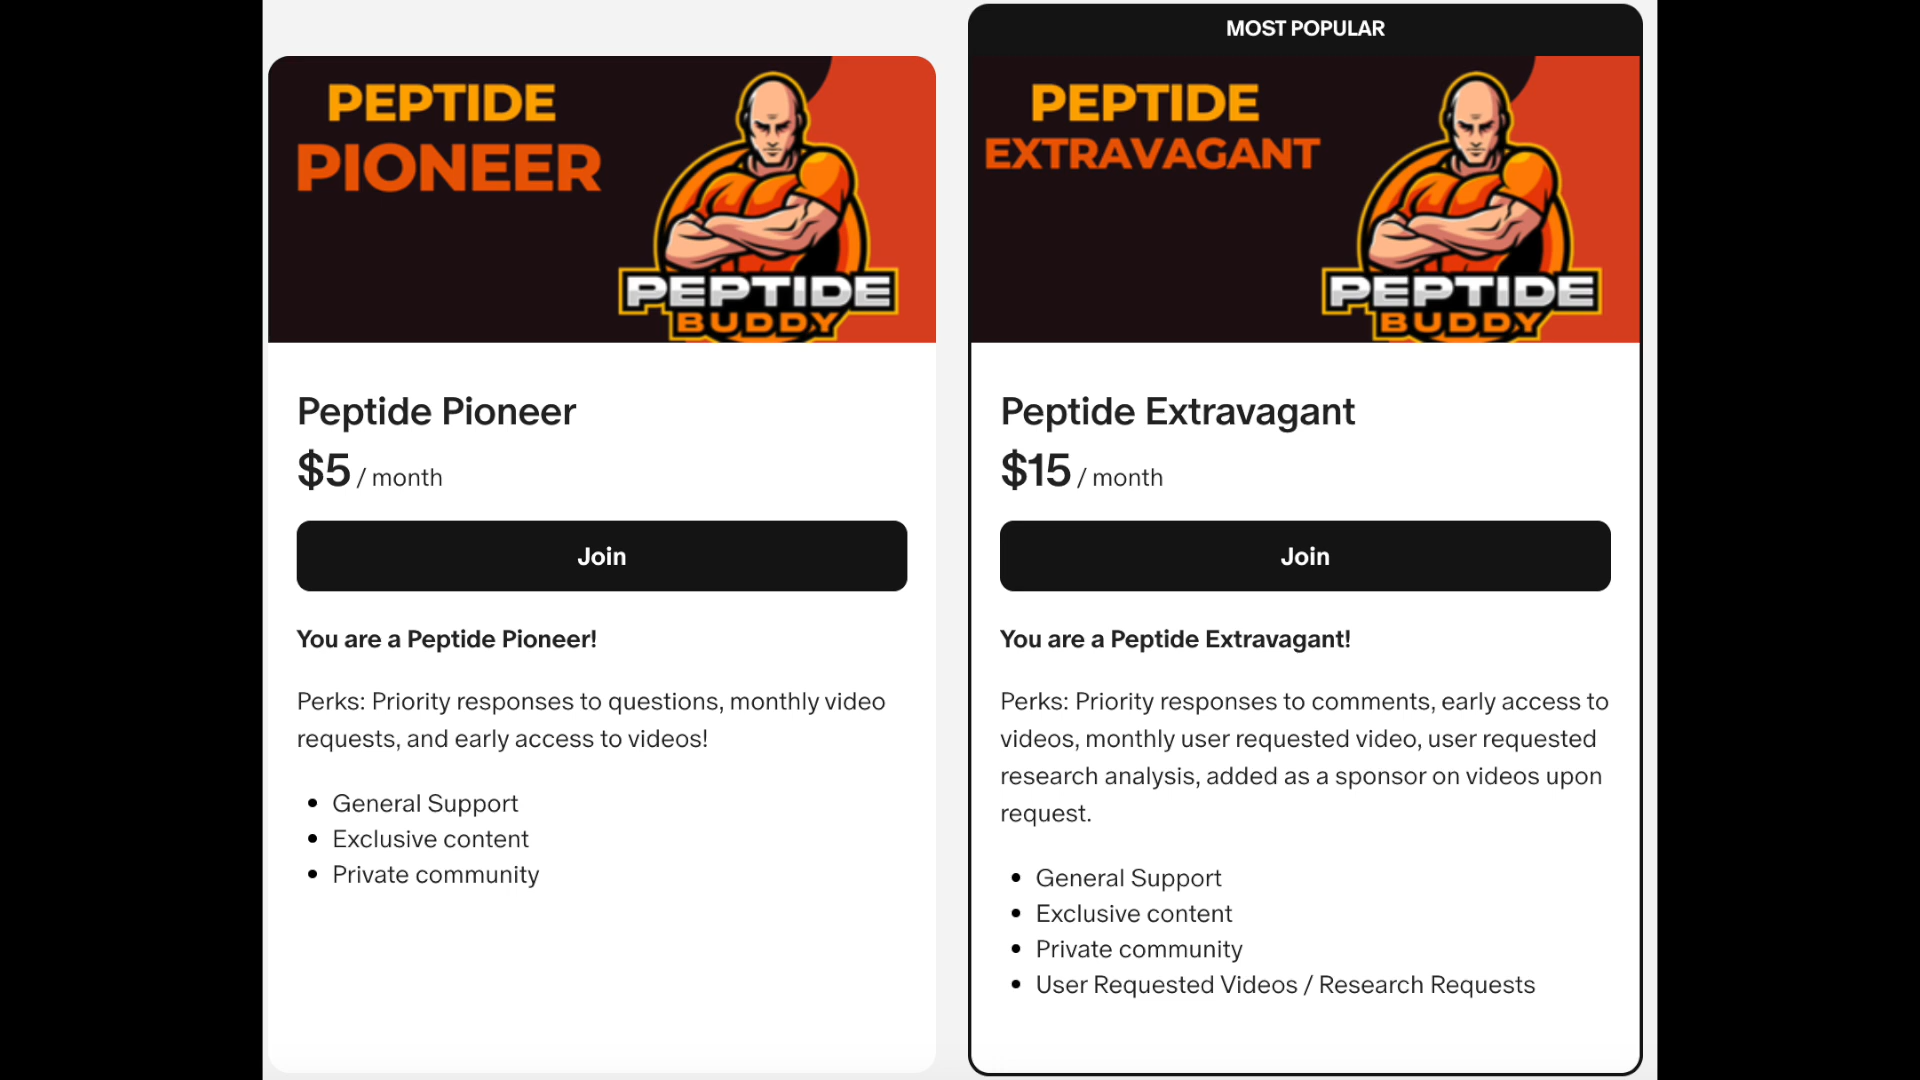 PEPTIDE
PIONEER
PEPTIDE
BUDDY
Peptide Pioneer
$5 / month
Join
You are a Peptide Pioneer!
Perks: Priority responses to questions, monthly video
requests, and early access to videos!
• General Support
• Exclusive content
• Private community
MOST POPULAR
PEPTIDE
EXTRAVAGANT
PEPTIDE
BUDDY
Peptide Extravagant
$15 / month
Join
You are a Peptide Extravagant!
Perks: Priority responses to comments, early access to
videos, monthly user requested video, user requested
research analysis, added as a sponsor on videos upon
request.
• General Support
• Exclusive content
• Private community
• User Requested Videos / Research Requests